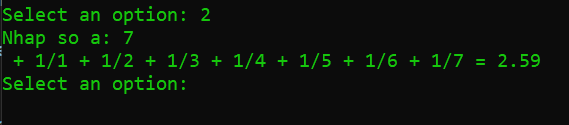 Select an option: 2
Nhap so a: 7
 + 1/1 + 1/2 + 1/3 + 1/4 + 1/5 + 1/6 + 1/7 = 2.59
Select an option: